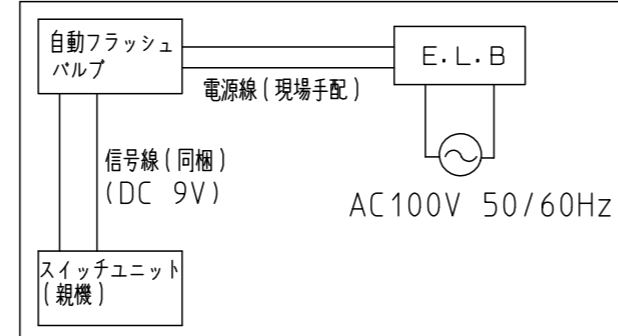 自動フラッシュ
バルブ
E.L.B
電源線(現場手配)
信号線(同梱)
(DC 9V)
AC100V 50/60Hz
スイッチユニット
(親機)